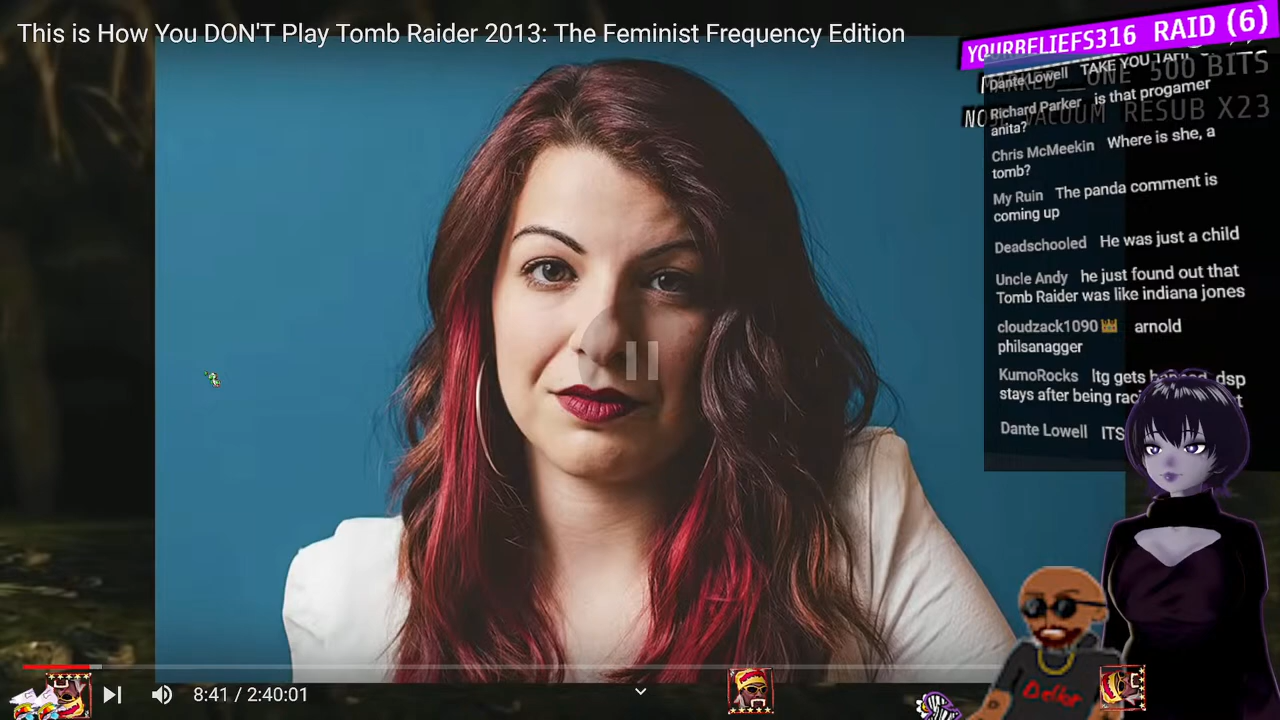 This is How You DON'T Play Tomb Raider 2013: The Feminist Frequency Edition
YOURBELIEFS316 RAID (6)
500 BITS
VACUUM RESUB X23
Dante Lowell TAKE YOU
Richard Parker is that progamer
anita?
Chris McMeekin Where is she, a
tomb?
My Ruin The panda comment is
coming up
Deadschooled He was just a child
Uncle Andy he just found out that
Tomb Raider was like indiana jones
cloudzack1090 arnold
philsanagger
KumoRocks ltg gets dsp
stays after being
Dante Lowell ITS
8:41 / 2:40:01